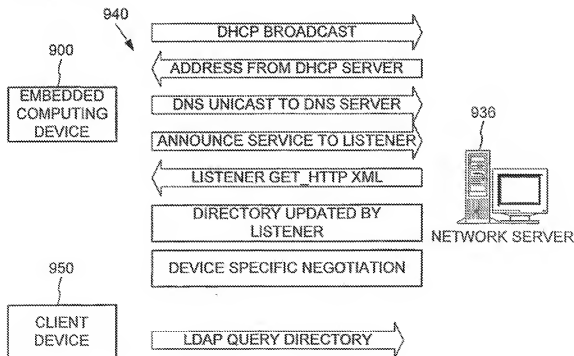 940
DHCP BROADCAST
900
ADDRESS FROM DHCP SERVER
EMBEDDED
COMPUTING
DEVICE
DNS UNICAST TO DNS SERVER
936
ANNOUNCE SERVICE TO LISTENER
LISTENER GET_HTTP XML
DIRECTORY UPDATED BY
LISTENER
NETWORK SERVER
DEVICE SPECIFIC NEGOTIATION
950
CLIENT
DEVICE
LDAP QUERY DIRECTORY